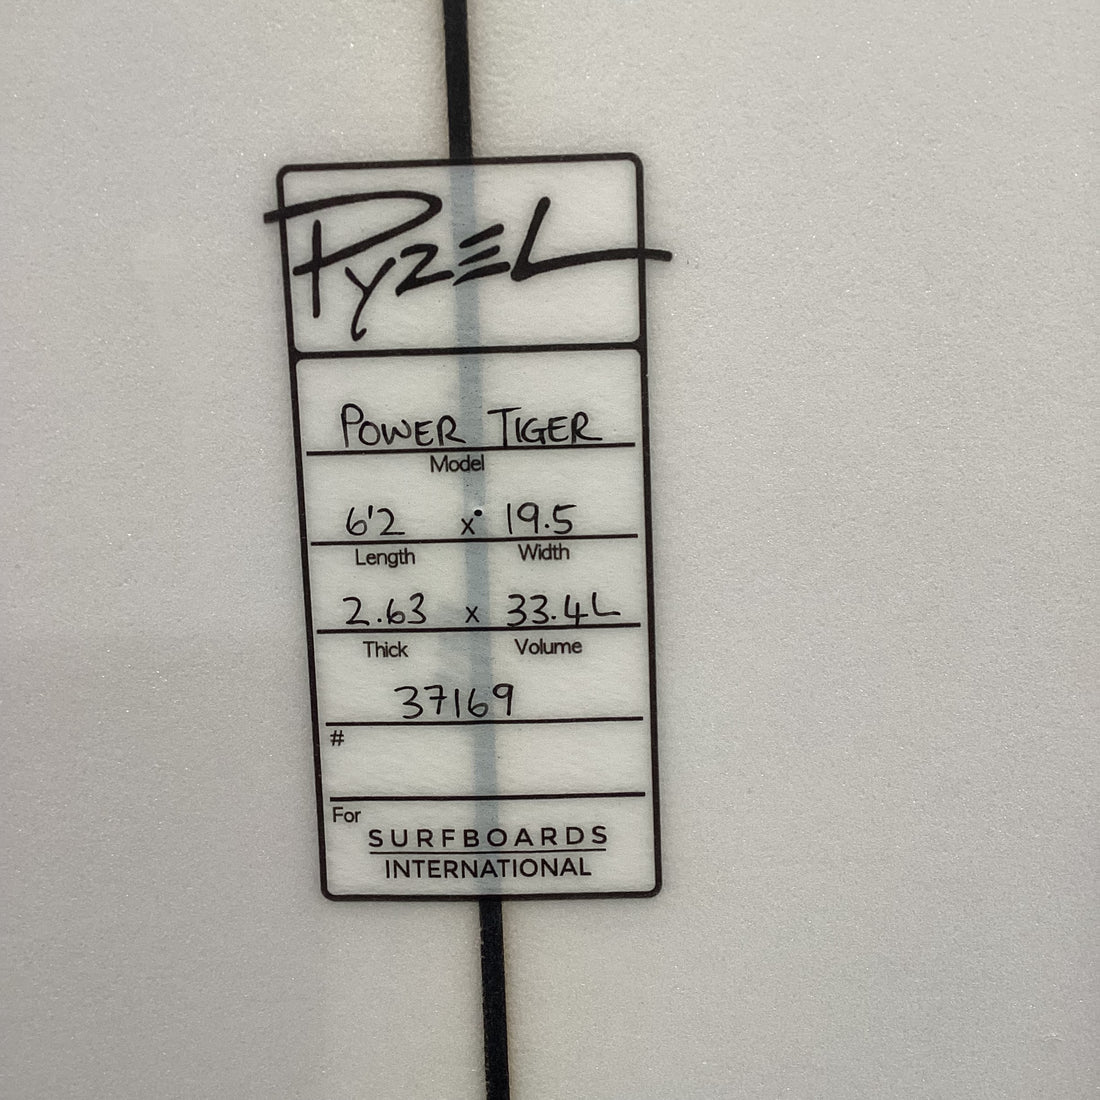 PYZEL
POWER TIGER
Model
6'2 x 19.5
Length Width
2.63 x 33.4L
Thick Volume
37169
#
For
SURFBOARDS
INTERNATIONAL